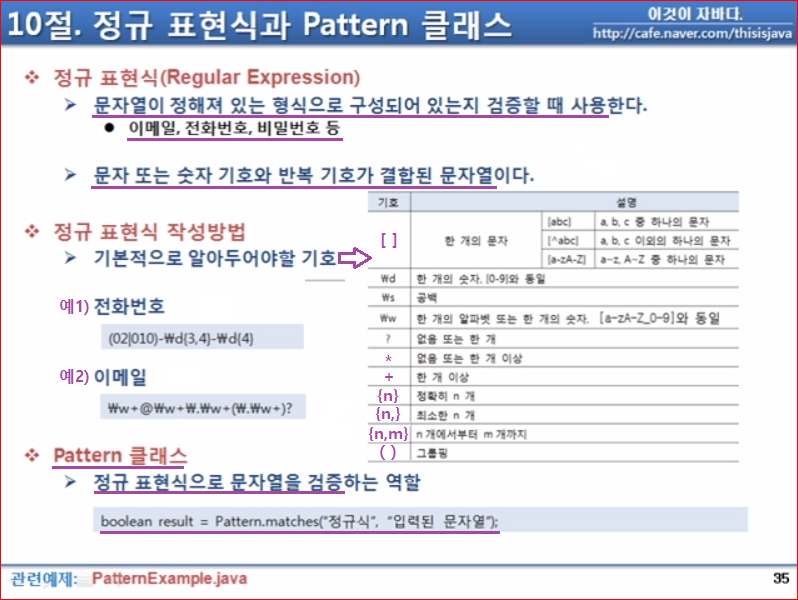 10절. 정규 표현식과 Pattern 클래스
이것이 자바다.
http://cafe.naver.com/thisisjava
❖ 정규 표현식(Regular Expression)
➢ 문자열이 정해져 있는 형식으로 구성되어 있는지 검증할 때 사용한다.
● 이메일, 전화번호, 비밀번호 등
➢ 문자 또는 숫자 기호와 반복 기호가 결합된 문자열이다.
❖ 정규 표현식 작성방법
➢ 기본적으로 알아두어야할 기호
예1) 전화번호
(02|010)-₩d{3,4}-₩d{4}
예2) 이메일
₩w+@₩w+₩.₩w+(₩.₩w+)?
기호 설명
[ ] 한 개의 문자
[abc] a, b, c 중 하나의 문자
[^abc] a, b, c 이외의 하나의 문자
[a-zA-Z] a~z, A~Z 중 하나의 문자
₩d 한 개의 숫자, [0-9]와 동일
₩s 공백
₩w 한 개의 알파벳 또는 한 개의 숫자, [a-zA-Z_0-9]와 동일
? 없음 또는 한 개
* 없음 또는 한 개 이상
+ 한 개 이상
{n} 정확히 n 개
{n,} 최소한 n 개
{n,m} n 개에서부터 m 개까지
( ) 그룹핑
❖ Pattern 클래스
➢ 정규 표현식으로 문자열을 검증하는 역할
boolean result = Pattern.matches("정규식", "입력된 문자열");
관련예제: PatternExample.java
35